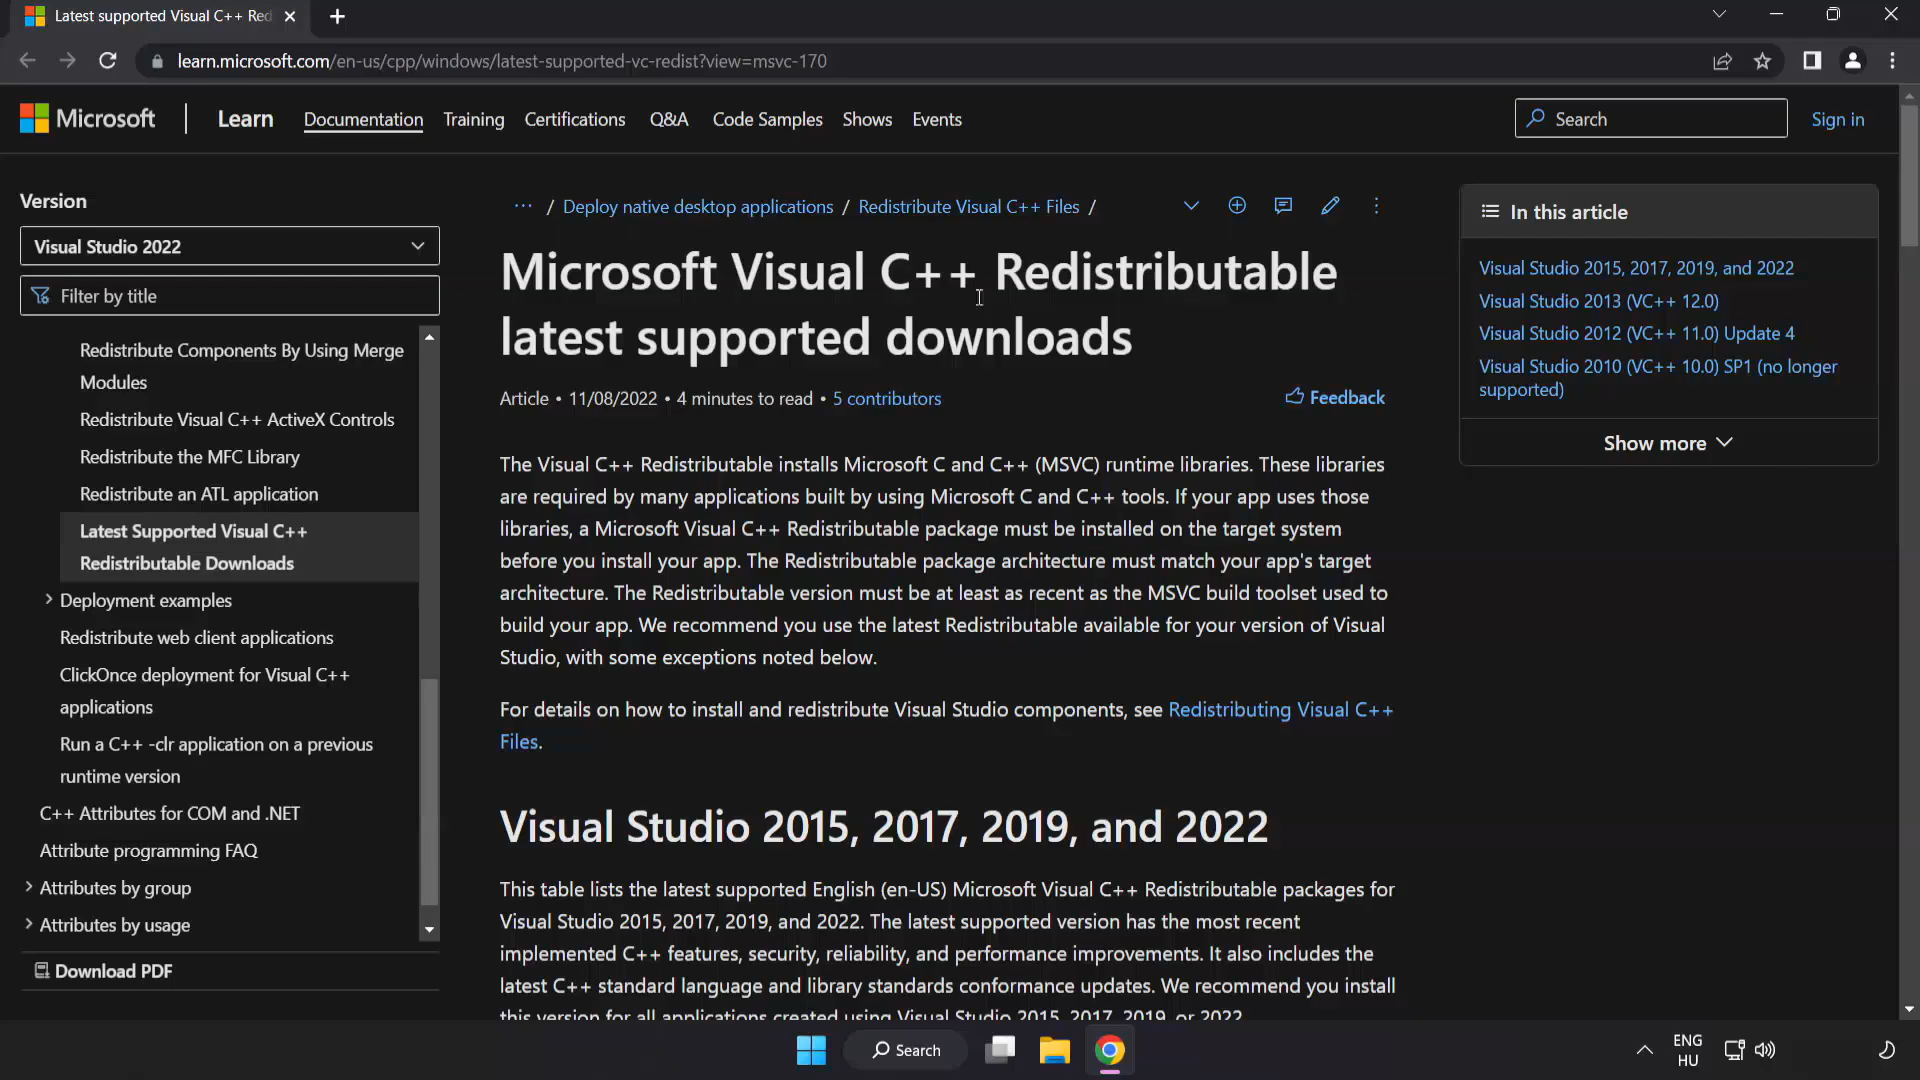 Latest supported Visual C++ Red
learn.microsoft.com/en-us/cpp/windows/latest-supported-vc-redist?view=msvc-170
Microsoft
Learn
Documentation
Training
Certifications
Q&A
Code Samples
Shows
Events
Search
Sign in
Version
Visual Studio 2022
Filter by title
Redistribute Components By Using Merge
Modules
Redistribute Visual C++ ActiveX Controls
Redistribute the MFC Library
Redistribute an ATL application
Latest Supported Visual C++
Redistributable Downloads
Deployment examples
Redistribute web client applications
ClickOnce deployment for Visual C++
applications
Run a C++ -clr application on a previous
runtime version
C++ Attributes for COM and .NET
Attribute programming FAQ
Attributes by group
Attributes by usage
Download PDF
··· / Deploy native desktop applications / Redistribute Visual C++ Files /
Microsoft Visual C++ Redistributable
latest supported downloads
Article • 11/08/2022 • 4 minutes to read • 5 contributors
Feedback
The Visual C++ Redistributable installs Microsoft C and C++ (MSVC) runtime libraries. These libraries
are required by many applications built by using Microsoft C and C++ tools. If your app uses those
libraries, a Microsoft Visual C++ Redistributable package must be installed on the target system
before you install your app. The Redistributable package architecture must match your app's target
architecture. The Redistributable version must be at least as recent as the MSVC build toolset used to
build your app. We recommend you use the latest Redistributable available for your version of Visual
Studio, with some exceptions noted below.
For details on how to install and redistribute Visual Studio components, see Redistributing Visual C++
Files.
Visual Studio 2015, 2017, 2019, and 2022
This table lists the latest supported English (en-US) Microsoft Visual C++ Redistributable packages for
Visual Studio 2015, 2017, 2019, and 2022. The latest supported version has the most recent
implemented C++ features, security, reliability, and performance improvements. It also includes the
latest C++ standard language and library standards conformance updates. We recommend you install
this version for all applications created using Visual Studio 2015, 2017, 2019, or 2022.
In this article
Visual Studio 2015, 2017, 2019, and 2022
Visual Studio 2013 (VC++ 12.0)
Visual Studio 2012 (VC++ 11.0) Update 4
Visual Studio 2010 (VC++ 10.0) SP1 (no longer
supported)
Show more
Search
ENG
HU